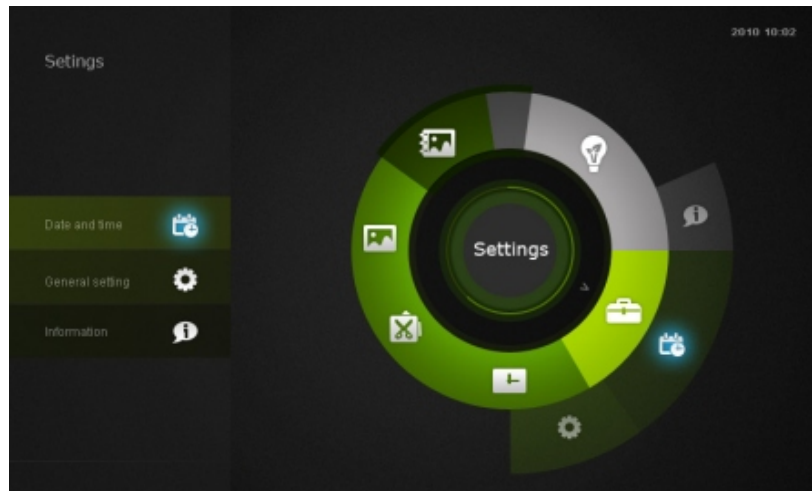 2010 10:02
Setings
Date and time
General setting
Information
Settings